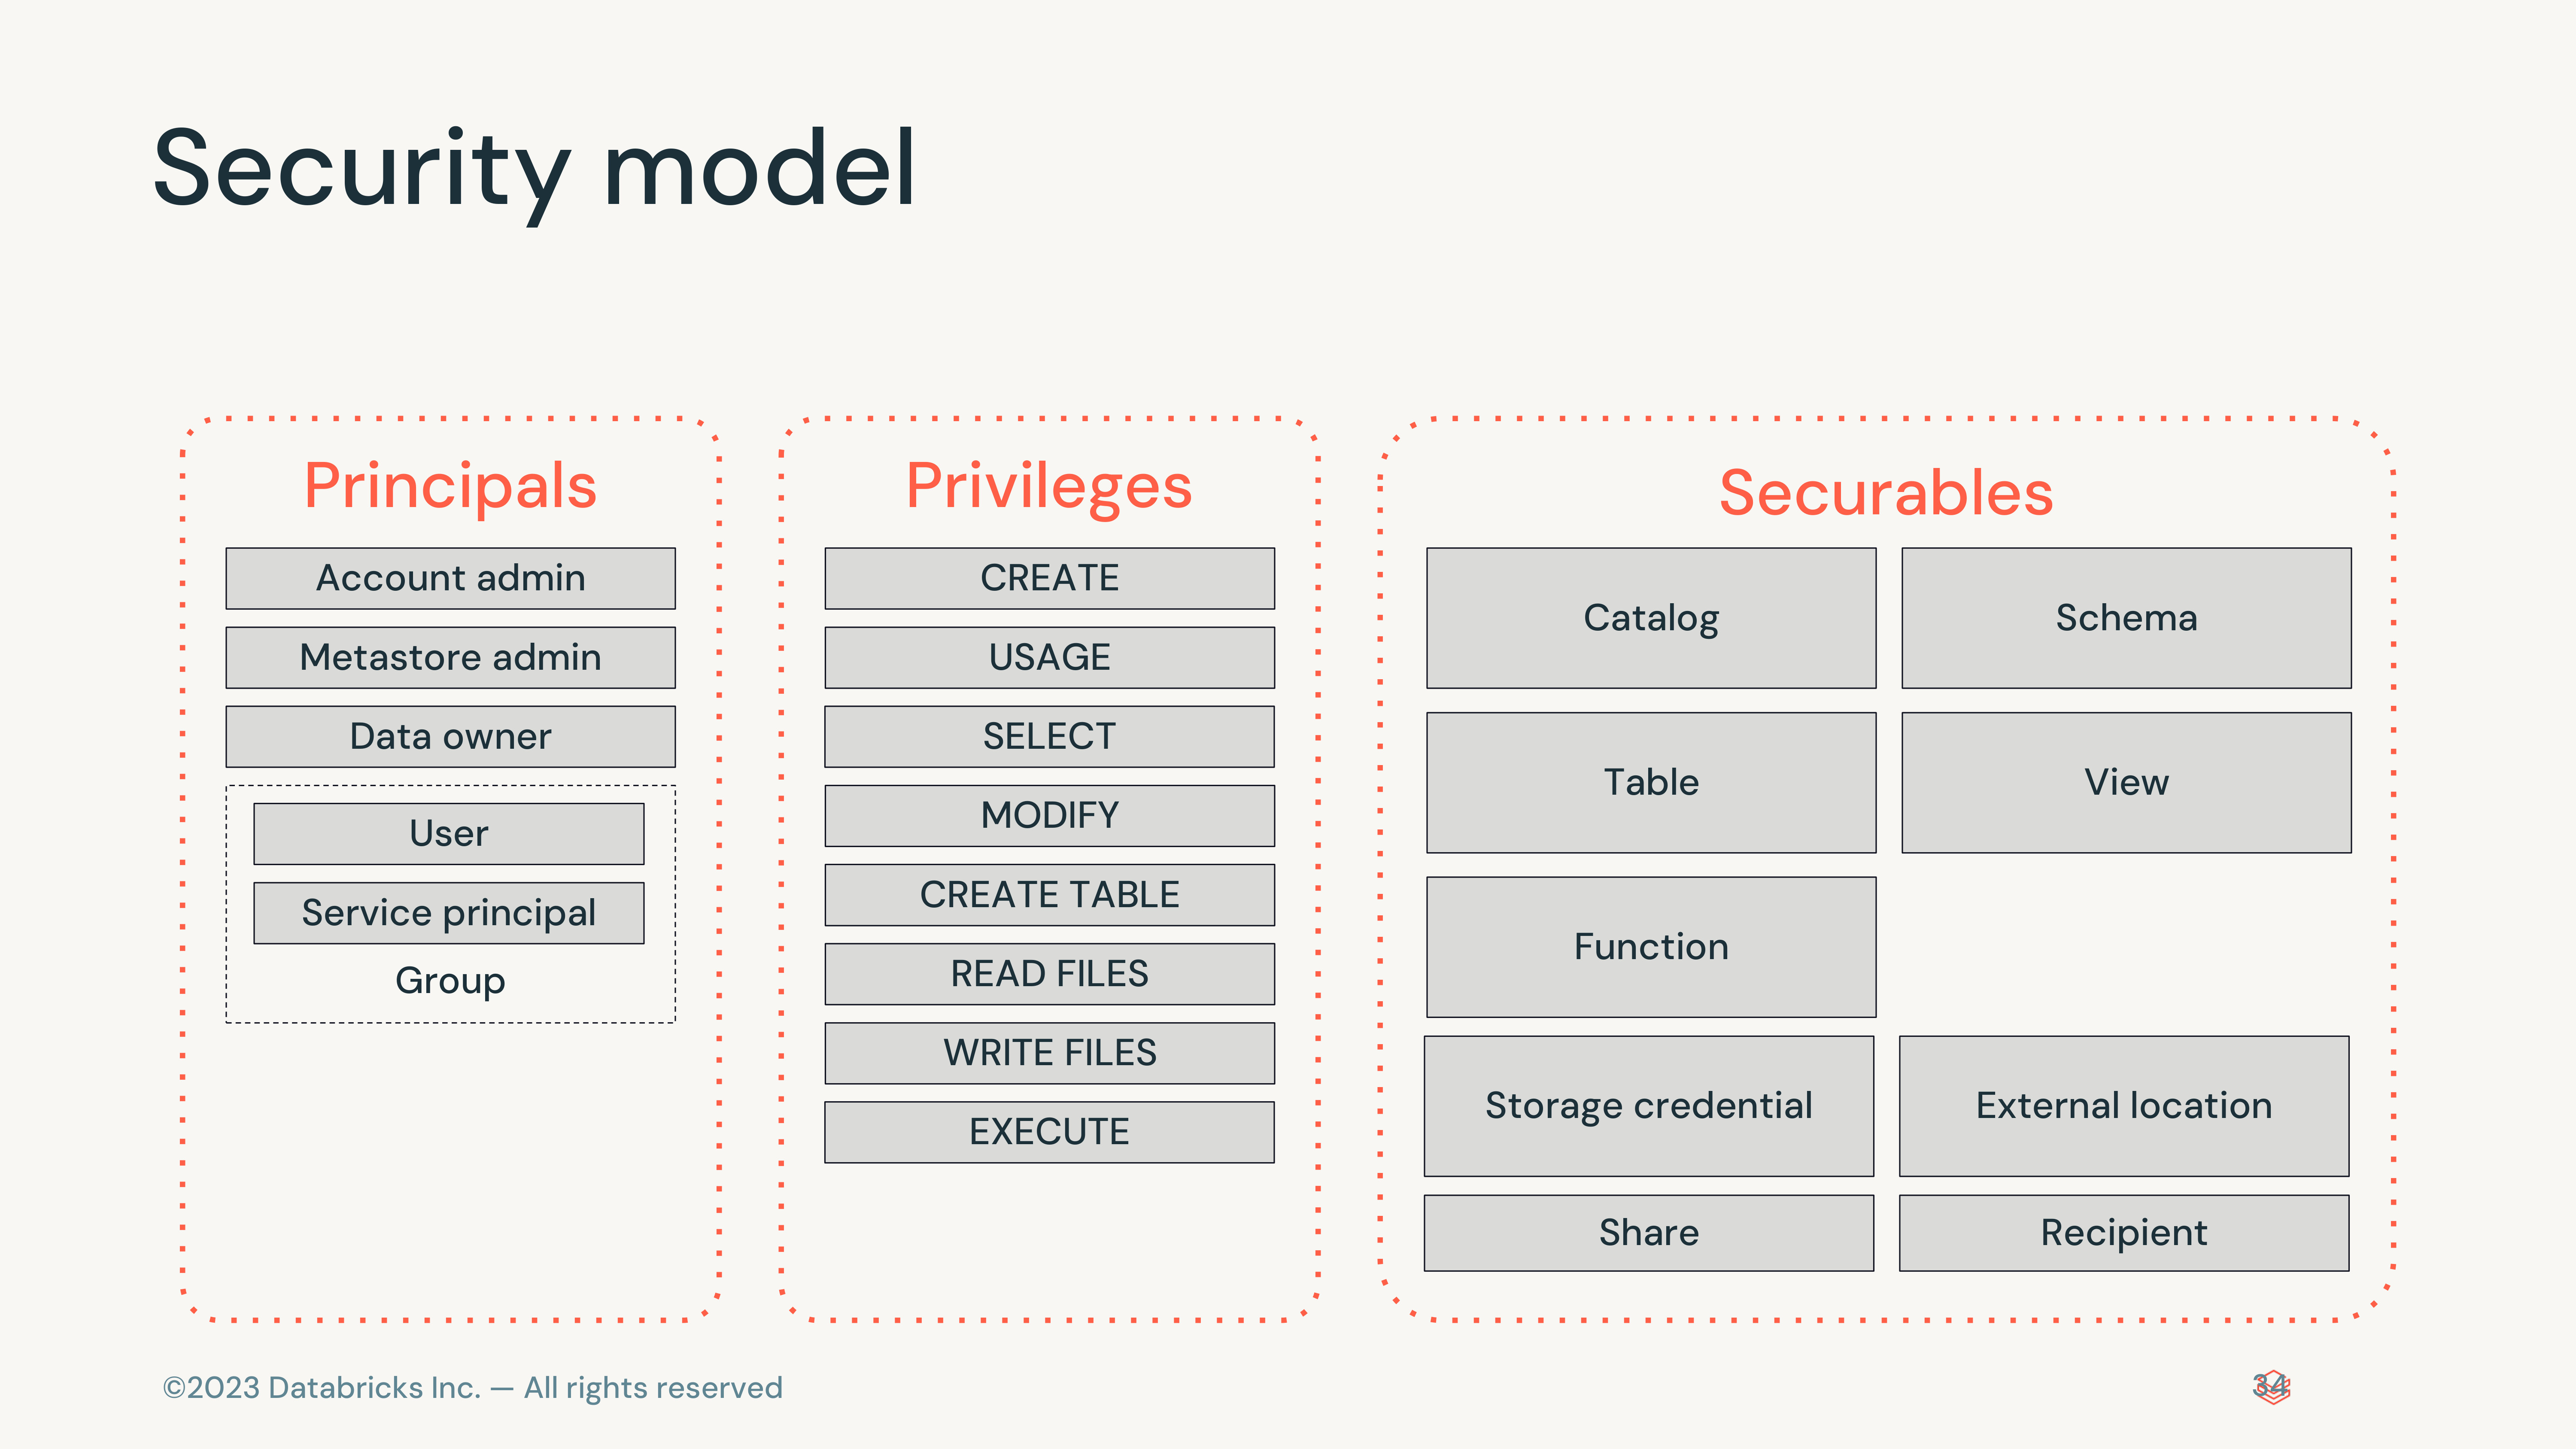 Security model
Principals
Account admin
Metastore admin
Data owner
User
Service principal
Group
Privileges
CREATE
USAGE
SELECT
MODIFY
CREATE TABLE
READ FILES
WRITE FILES
EXECUTE
Securables
Catalog
Schema
Table
View
Function
Storage credential
External location
Share
Recipient
©2023 Databricks Inc. — All rights reserved
34